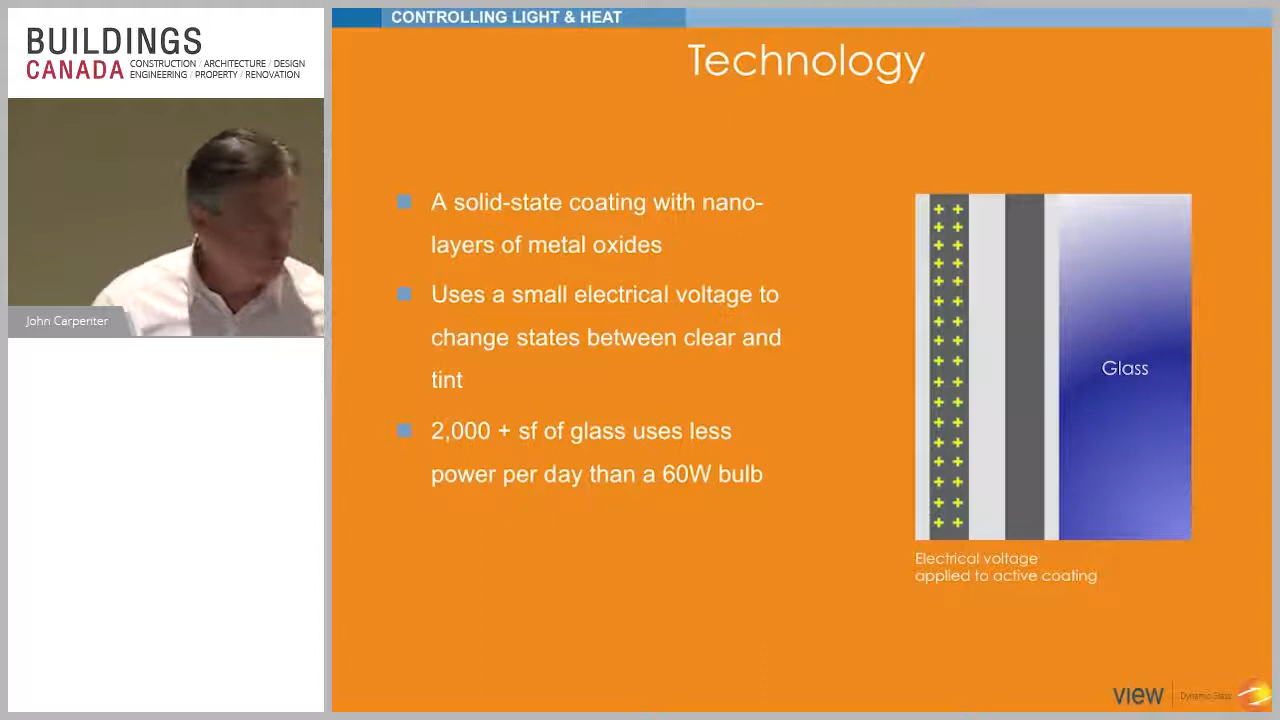 CONTROLLING LIGHT & HEAT
BUILDINGS
CANADA
CONSTRUCTION / ARCHITECTURE / DESIGN
ENGINEERING / PROPERTY / RENOVATION
Technology
John Carpenter
A solid-state coating with nano-
layers of metal oxides
Uses a small electrical voltage to
change states between clear and
tint
2,000 + sf of glass uses less
power per day than a 60W bulb
Glass
Electrical voltage
applied to active coating
view
Dynamic Glass